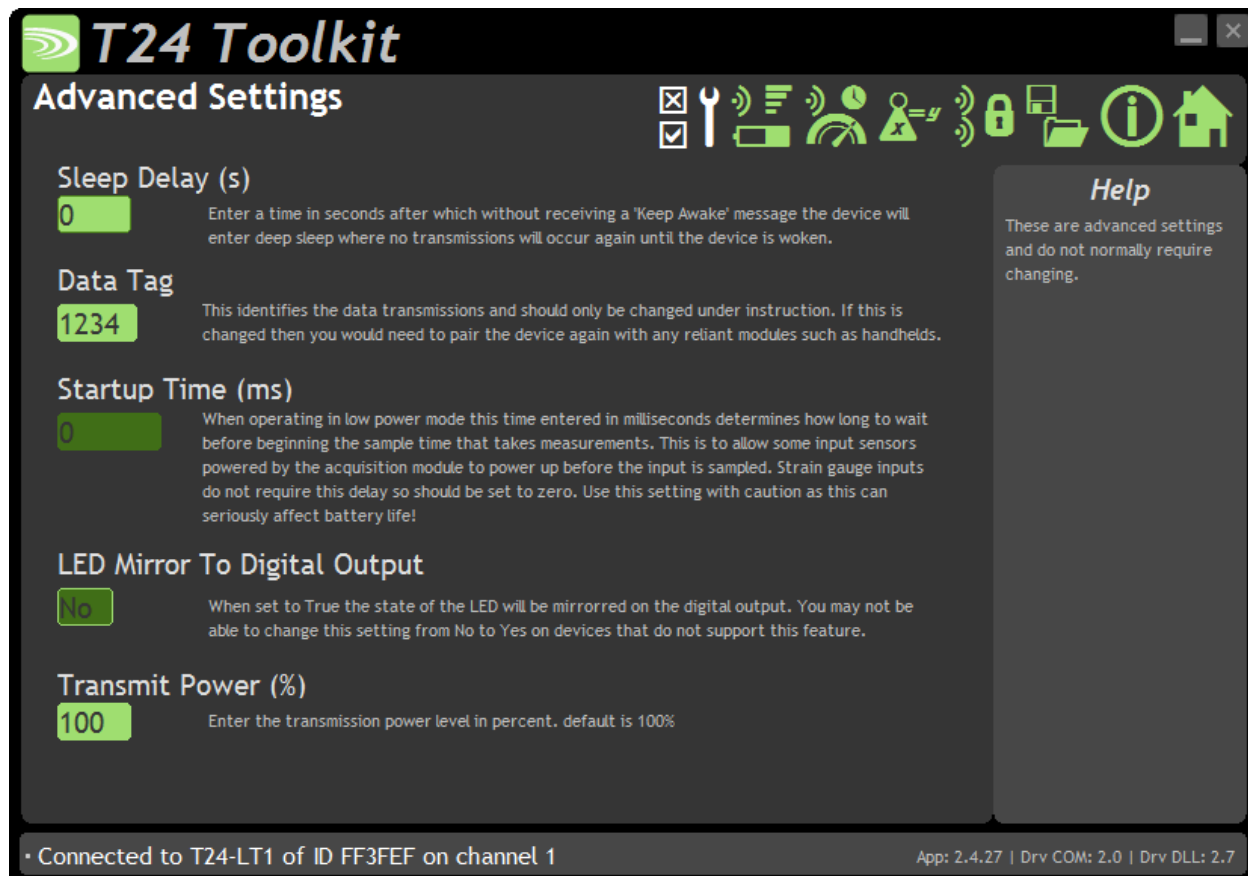 T24 Toolkit
Advanced Settings
x=y
Sleep Delay (s)
0
Enter a time in seconds after which without receiving a 'Keep Awake' message the device will
enter deep sleep where no transmissions will occur again until the device is woken.
Data Tag
1234
This identifies the data transmissions and should only be changed under instruction. If this is
changed then you would need to pair the device again with any reliant modules such as handhelds.
Startup Time (ms)
0
When operating in low power mode this time entered in milliseconds determines how long to wait
before beginning the sample time that takes measurements. This is to allow some input sensors
powered by the acquisition module to power up before the input is sampled. Strain gauge inputs
do not require this delay so should be set to zero. Use this setting with caution as this can
seriously affect battery life!
LED Mirror To Digital Output
No
When set to True the state of the LED will be mirrorred on the digital output. You may not be
able to change this setting from No to Yes on devices that do not support this feature.
Transmit Power (%)
100
Enter the transmission power level in percent. default is 100%
Help
These are advanced settings
and do not normally require
changing.
Connected to T24-LT1 of ID FF3FEF on channel 1
App: 2.4.27 | Drv COM: 2.0 | Drv DLL: 2.7